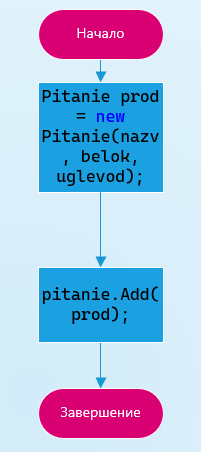 Начало
Pitanie prod
= new
Pitanie(nazv
, belok,
uglevod);
pitanie.Add(
prod);
Завершение